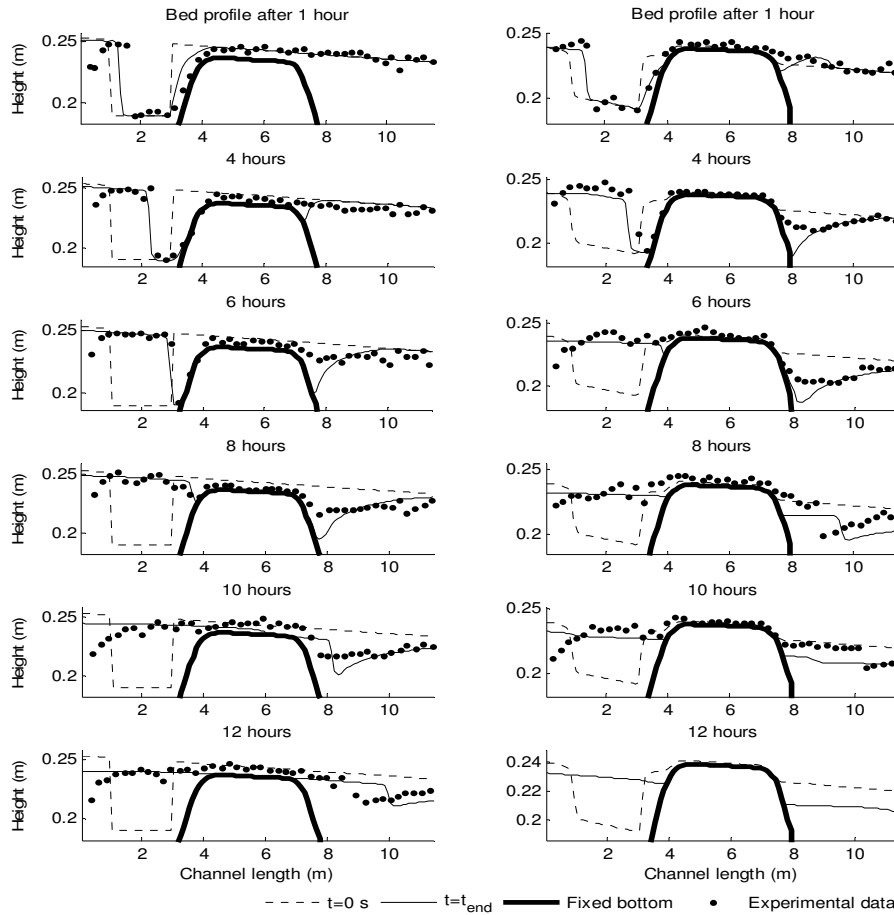 Bed profile after 1 hour
Bed profile after 1 hour
Height (m)
0.25
0.2
2 4 6 8 10
0.25
0.2
2 4 6 8 10
4 hours
4 hours
Height (m)
0.25
0.2
2 4 6 8 10
Height (m)
0.25
0.2
2 4 6 8 10
6 hours
6 hours
Height (m)
0.25
0.2
2 4 6 8 10
0.25
0.2
2 4 6 8 10
8 hours
8 hours
Height (m)
0.25
0.2
2 4 6 8 10
0.25
0.2
2 4 6 8 10
10 hours
10 hours
Height (m)
0.25
0.2
2 4 6 8 10
0.25
0.2
2 4 6 8 10
12 hours
12 hours
Height (m)
0.25
0.2
2 4 6 8 10
Channel length (m)
0.24
0.22
0.2
2 4 6 8 10
Channel length (m)
t=0 s t=tend Fixed bottom Experimental data